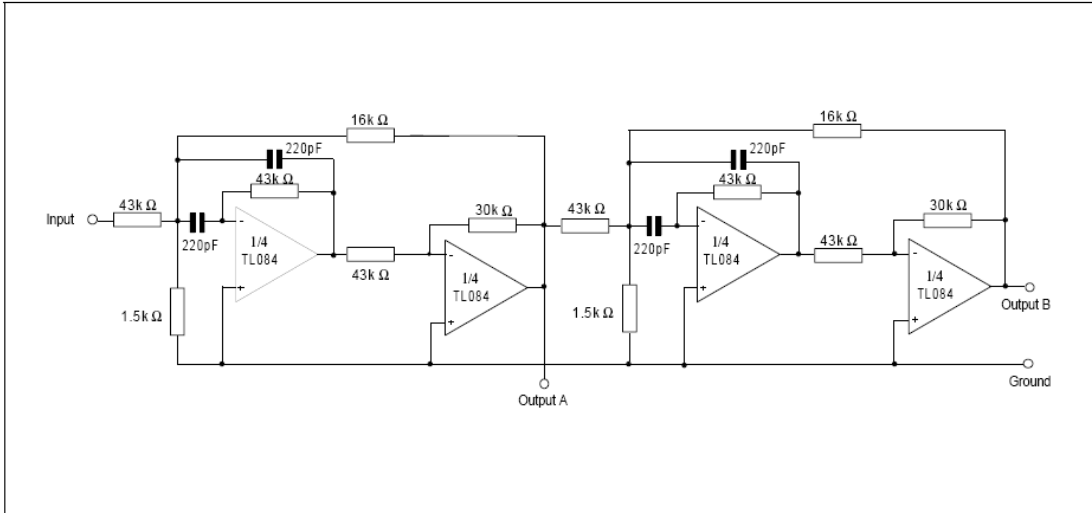 16k Ω
16k Ω
220pF
220pF
43k Ω
43k Ω
Input
43k Ω
30k Ω
43k Ω
30k Ω
220pF
1/4
TL084
220pF
1/4
TL084
43k Ω
1/4
TL084
43k Ω
1/4
TL084
1.5k Ω
1.5k Ω
Output B
Output A
Ground
- + - + - + - +